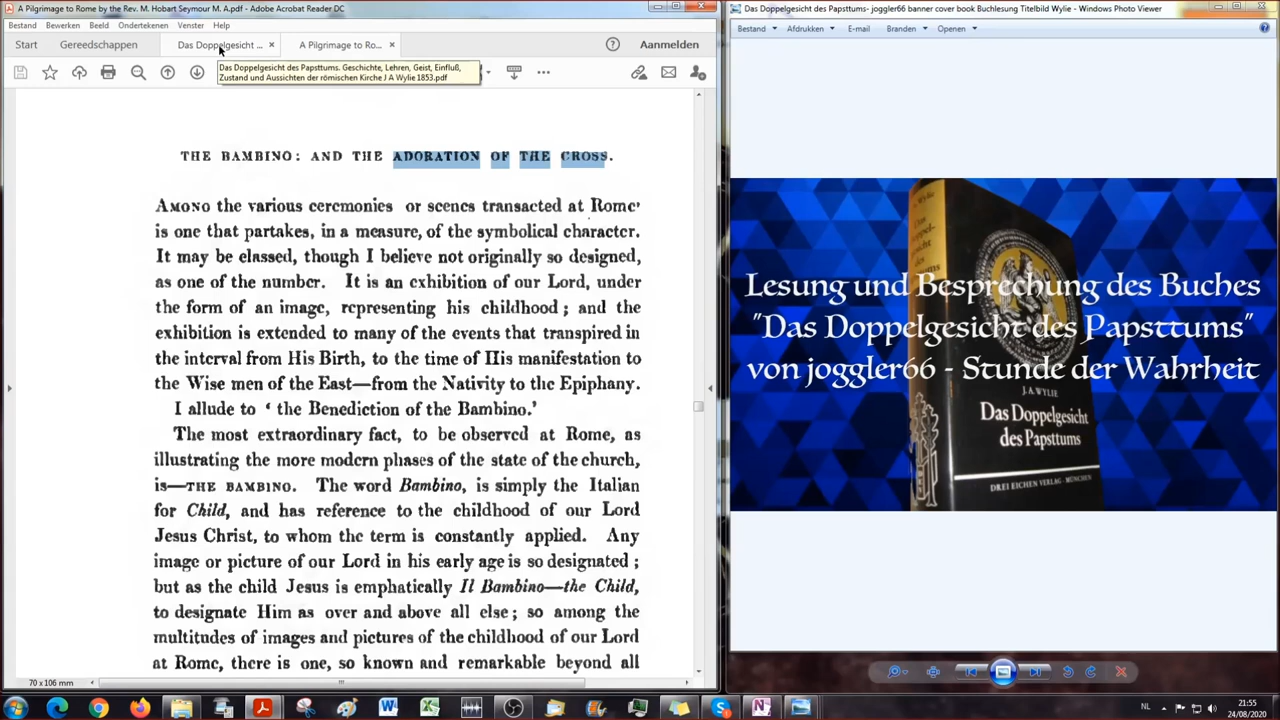 A Pilgrimage to Rome by the Rev. M. Hobart Seymour M. A.pdf - Adobe Acrobat Reader DC
Bestand Bewerken Beeld Ondertekenen Venster Help
Start Gereedschappen Das Doppelgesicht ... × A Pilgrimage to Ro... × Aanmelden
Das Doppelgesicht des Papsttums. Geschichte, Lehren, Geist, Einfluß,
Zustand und Aussichten der römischen Kirche J A Wylie 1853.pdf
THE BAMBINO: AND THE ADORATION OF THE CROSS.
AMONG the various ceremonies or scenes transacted at Rome
is one that partakes, in a measure, of the symbolical character.
It may be classed, though I believe not originally so designed,
as one of the number. It is an exhibition of our Lord, under
the form of an image, representing his childhood; and the
exhibition is extended to many of the events that transpired in
the interval from His Birth, to the time of His manifestation to
the Wise men of the East—from the Nativity to the Epiphany.
I allude to ‘ the Benediction of the Bambino.’
The most extraordinary fact, to be observed at Rome, as
illustrating the more modern phases of the state of the church,
is—THE BAMBINO. The word Bambino, is simply the Italian
for Child, and has reference to the childhood of our Lord
Jesus Christ, to whom the term is constantly applied. Any
image or picture of our Lord in his early age is so designated;
but as the child Jesus is emphatically Il Bambino—the Child,
to designate Him as over and above all else; so among the
multitudes of images and pictures of the childhood of our Lord
at Rome, there is one, so known and remarkable beyond all
70 x 106 mm
Das Doppelgesicht des Papsttums- joggler66 banner cover book Buchlesung Titelbild Wylie - Windows Photo Viewer
Bestand Afdrukken E-mail Branden Openen
Lesung und Besprechung des Buches
"Das Doppelgesicht des Papsttums"
von joggler66 - Stunde der Wahrheit
J.A.WYLIE
Das Doppelgesicht
des Papsttums
DREI EICHEN VERLAG · MÜNCHEN
NL 21:55
24/08/2020